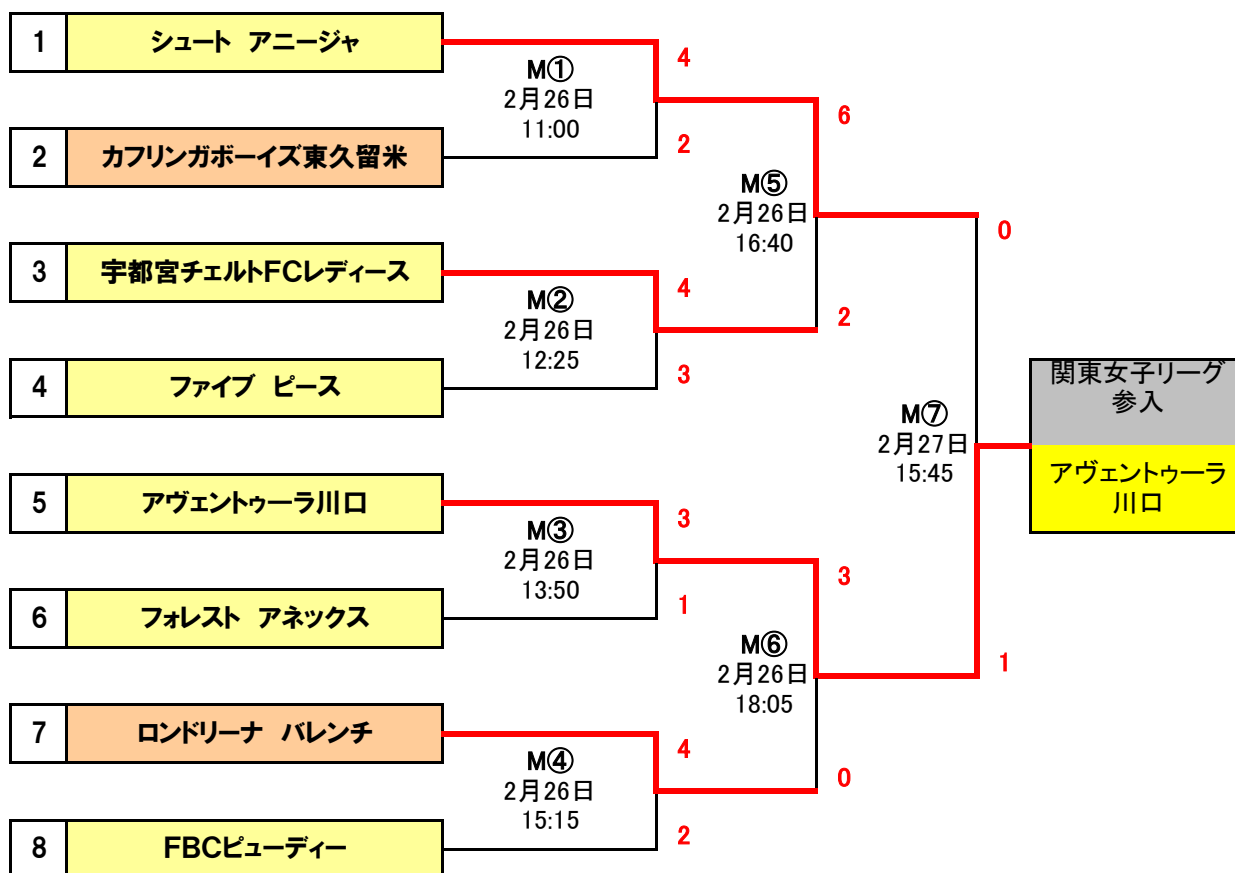 1 シュート アニージャ
4
M①
2月26日
11:00
2 カフリンガボーイズ東久留米
2
6
M⑤
2月26日
16:40
0
3 宇都宮チェルトFCレディース
4
M②
2月26日
12:25
2
4 ファイブ ピース
3
関東女子リーグ
参入
M⑦
2月27日
15:45
アヴェントゥーラ
川口
5 アヴェントゥーラ川口
3
M③
2月26日
13:50
3
6 フォレスト アネックス
1
M⑥
2月26日
18:05
1
7 ロンドリーナ バレンチ
4
M④
2月26日
15:15
0
8 FBCピューディー
2